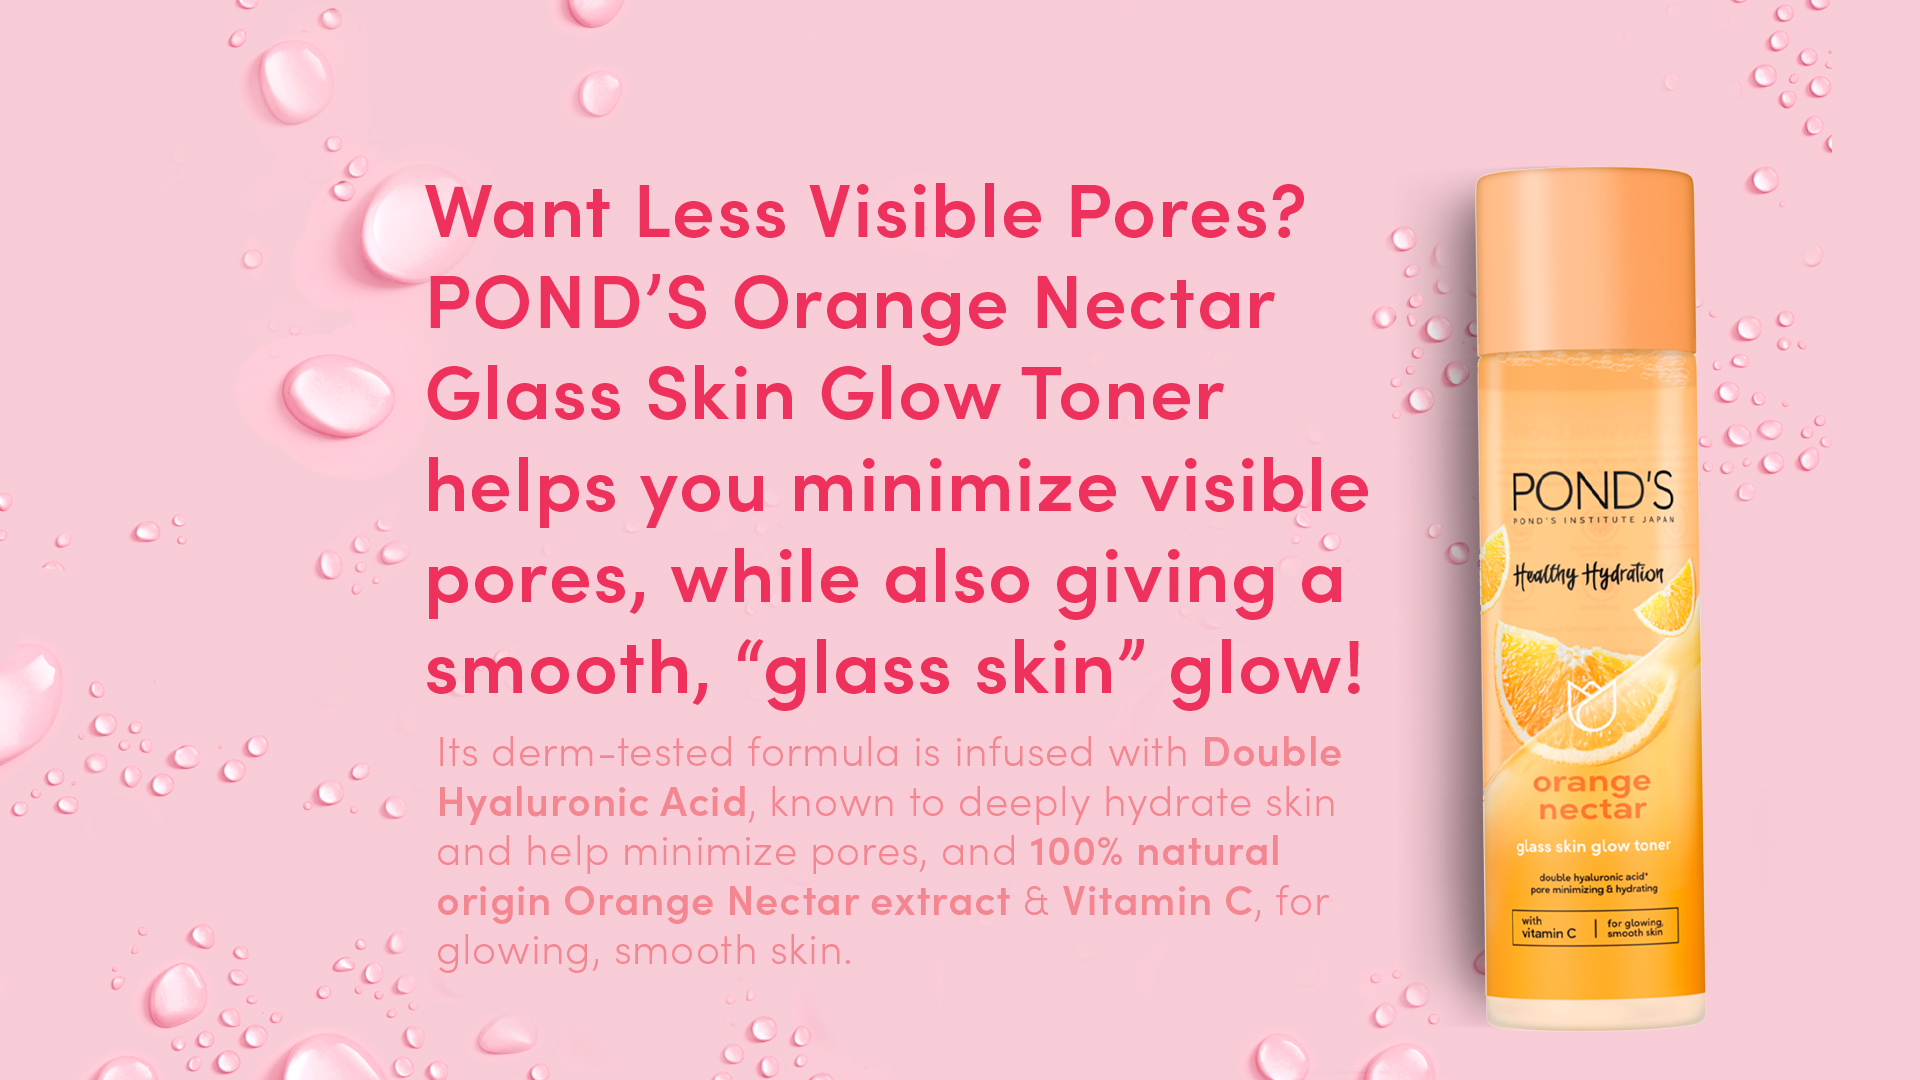 Want Less Visible Pores?
POND’S Orange Nectar
Glass Skin Glow Toner
helps you minimize visible
pores, while also giving a
smooth, “glass skin” glow!
Its derm-tested formula is infused with Double
Hyaluronic Acid, known to deeply hydrate skin
and help minimize pores, and 100% natural
origin Orange Nectar extract & Vitamin C, for
glowing, smooth skin.
POND'S
POND'S INSTITUTE JAPAN
Healthy Hydration
orange
nectar
glass skin glow toner
double hyaluronic acid*
pore minimizing & hydrating
with
vitamin C
for glowing,
smooth skin